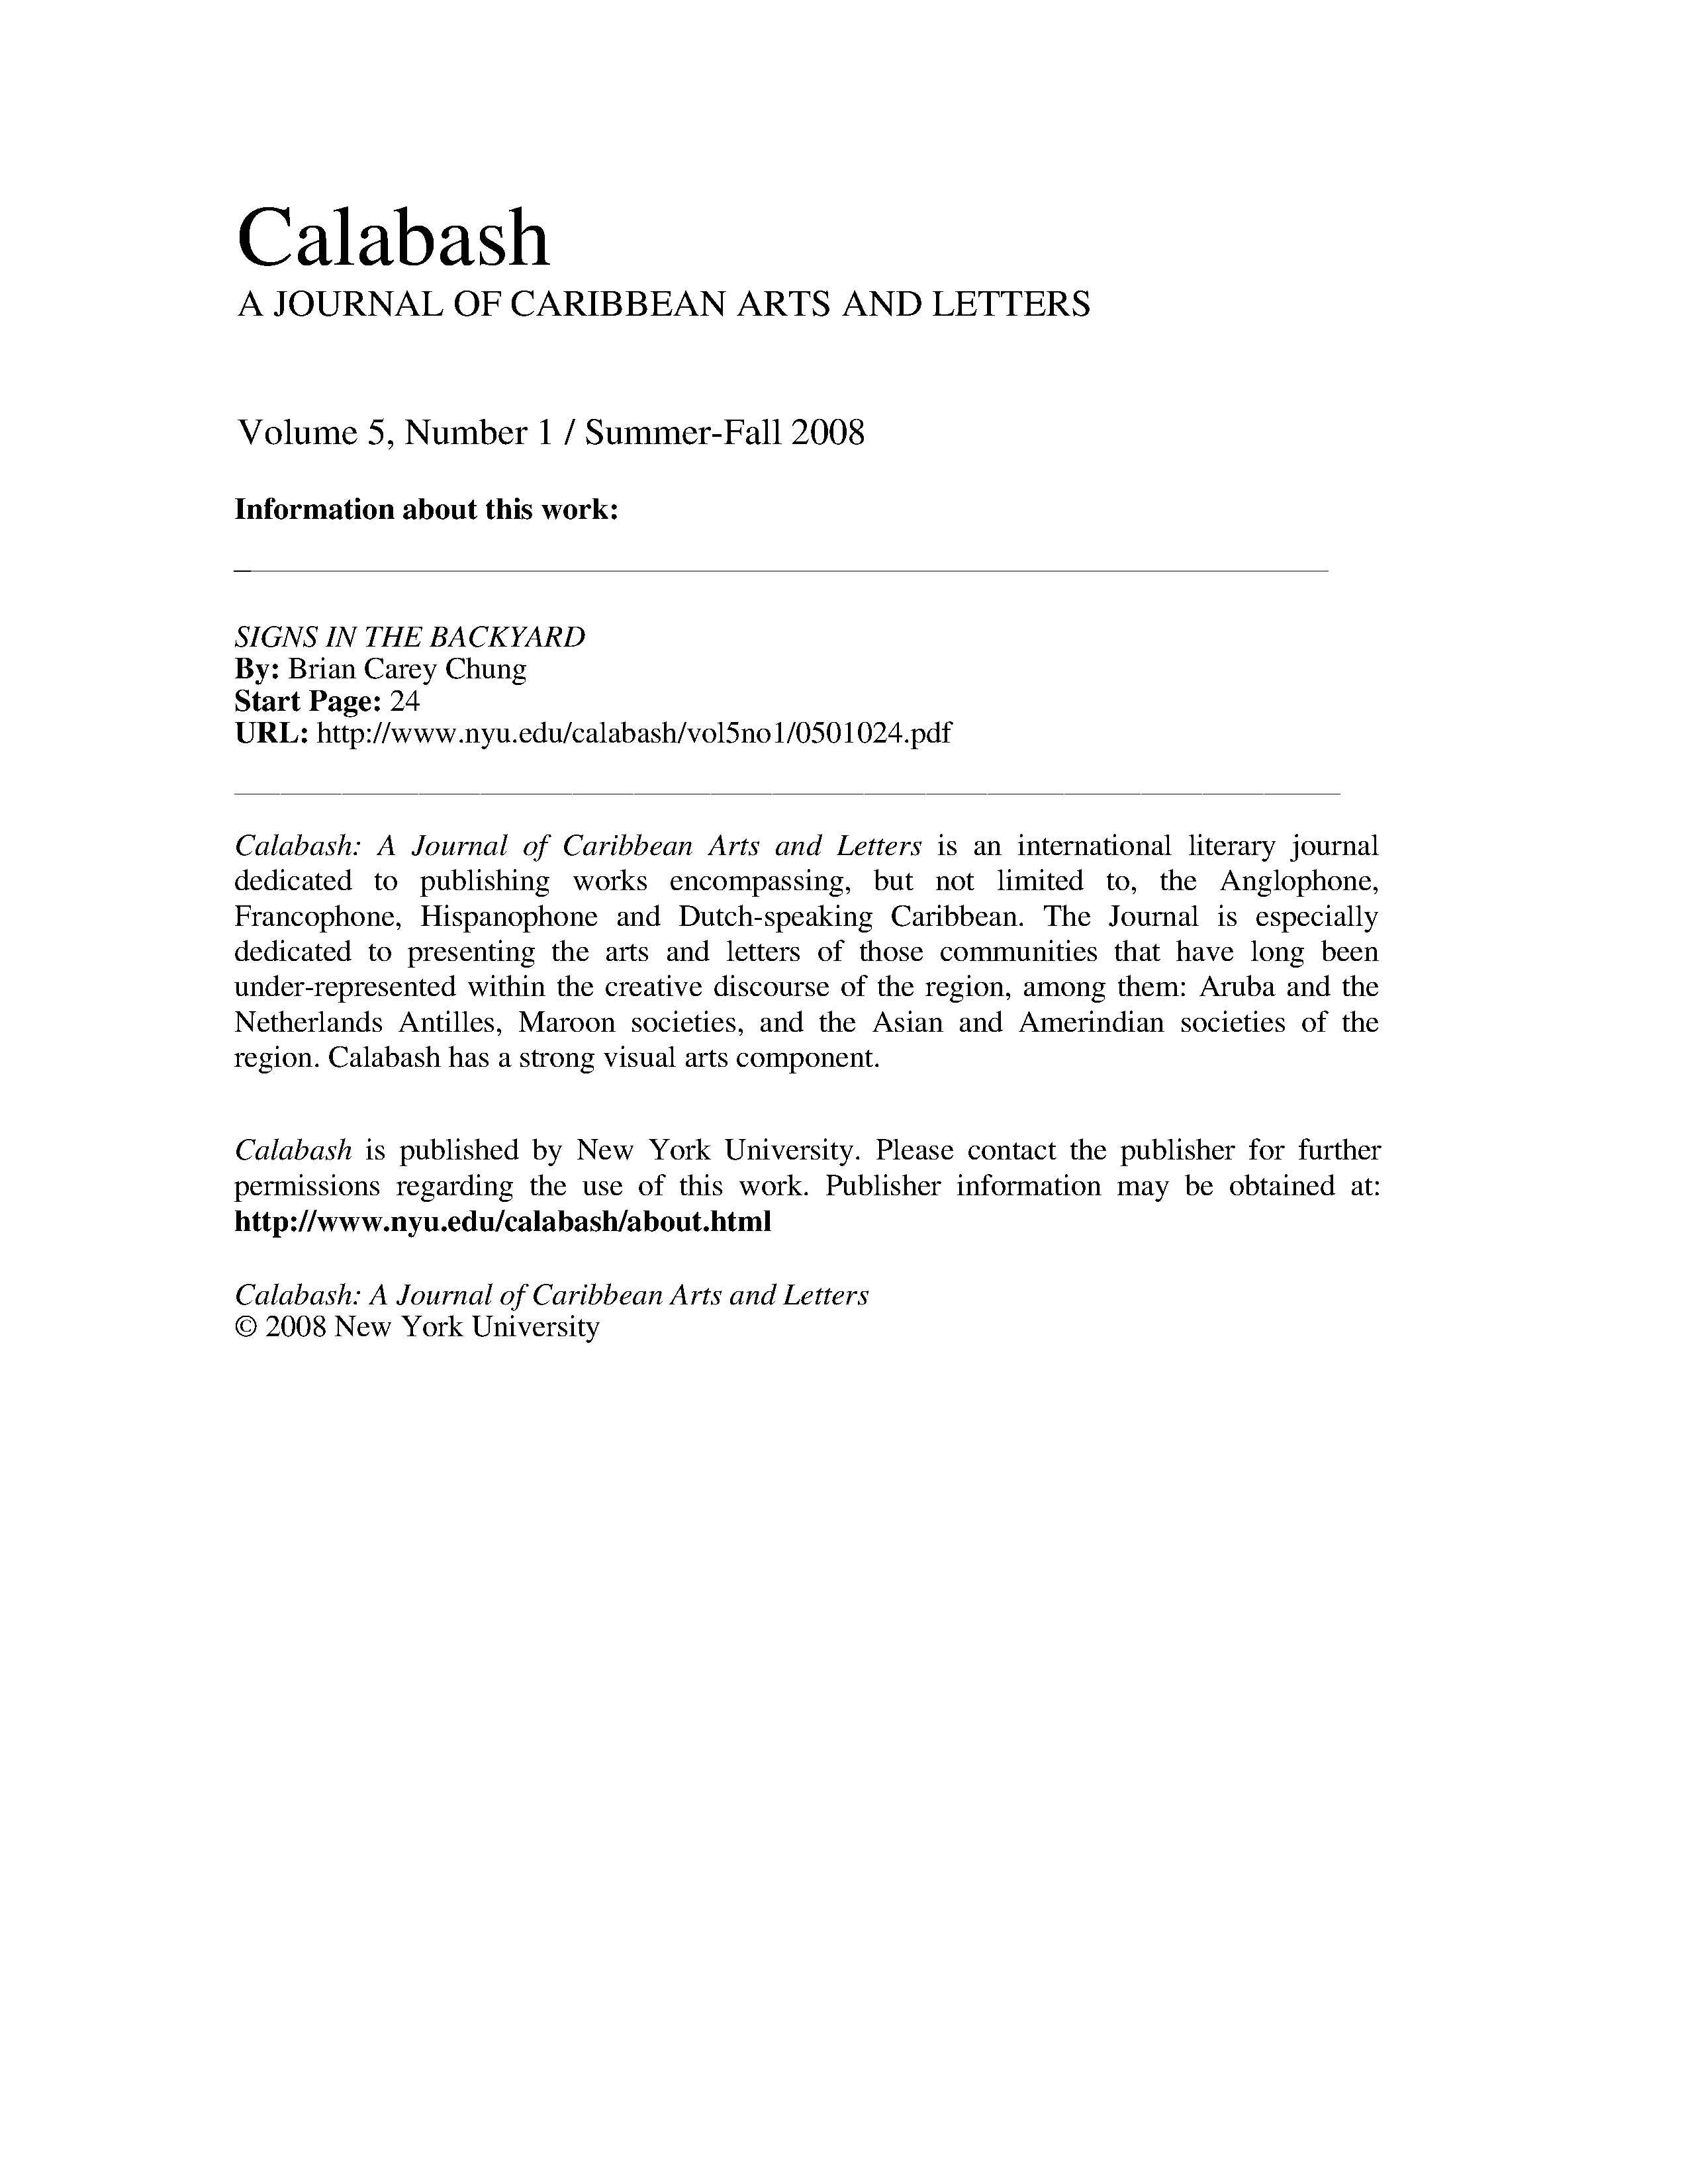 Calabash
A JOURNAL OF CARIBBEAN ARTS AND LETTERS
Volume 5, Number 1 / Summer-Fall 2008
Information about this work:
SIGNS IN THE BACKYARD
By: Brian Carey Chung
Start Page: 24
URL: http://www.nyu.edu/calabash/vol5no1/0501024.pdf
Calabash: A Journal of Caribbean Arts and Letters is an international literary journal
dedicated to publishing works encompassing, but not limited to, the Anglophone,
Francophone, Hispanophone and Dutch-speaking Caribbean. The Journal is especially
dedicated to presenting the arts and letters of those communities that have long been
under-represented within the creative discourse of the region, among them: Aruba and the
Netherlands Antilles, Maroon societies, and the Asian and Amerindian societies of the
region. Calabash has a strong visual arts component.
Calabash is published by New York University. Please contact the publisher for further
permissions regarding the use of this work. Publisher information may be obtained at:
http://www.nyu.edu/calabash/about.html
Calabash: A Journal of Caribbean Arts and Letters
© 2008 New York University